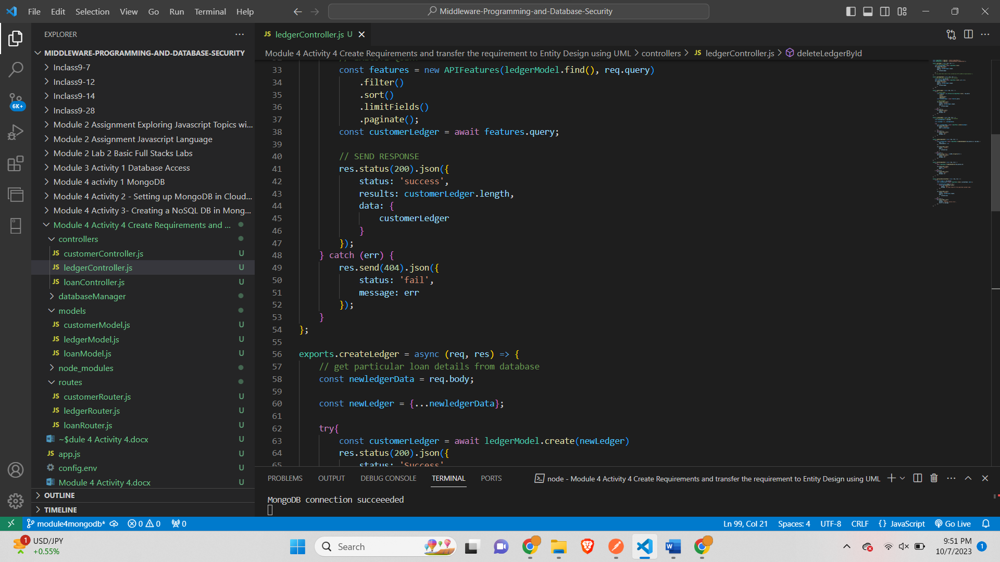 File Edit Selection View Go Run Terminal Help
Middleware-Programming-and-Database-Security
EXPLORER
MIDDLEWARE-PROGRAMMING-AND-DATABASE-SECURITY
Inclass9-7
Inclass9-12
Inclass9-14
Inclass9-28
Module 2 Assignment Exploring Javascript Topics wi...
Module 2 Assignment Javascript Language
Module 2 Lab 2 Basic Full Stacks Labs
Module 3 Activity 1 Database Access
Module 4 activity 1 MongoDB
Module 4 Activity 2 - Setting up MongoDB in Cloud...
Module 4 Activity 3- Creating a NoSQL DB in Mong...
Module 4 Activity 4 Create Requirements and ...
controllers
JS customerController.js U
JS ledgerController.js U
JS loanController.js U
databaseManager
models
JS customerModel.js U
JS ledgerModel.js U
JS loanModel.js U
node_modules
routes
JS customerRouter.js U
JS ledgerRouter.js U
JS loanRouter.js U
~$dule 4 Activity 4.docx U
JS app.js U
config.env U
Module 4 Activity 4.docx U
OUTLINE
TIMELINE
6K+
JS ledgerController.js U
Module 4 Activity 4 Create Requirements and transfer the requirement to Entity Design using UML > controllers > JS ledgerController.js > deleteLedgerById
33 const features = new APIFeatures(ledgerModel.find(), req.query)
34 .filter()
35 .sort()
36 .limitFields()
37 .paginate();
38 const customerLedger = await features.query;
39
40 // SEND RESPONSE
41 res.status(200).json({
42 status: 'success',
43 results: customerLedger.length,
44 data: {
45 customerLedger
46 }
47 });
48 } catch (err) {
49 res.send(404).json({
50 status: 'fail',
51 message: err
52 });
53 }
54 };
55
56 exports.createLedger = async (req, res) => {
57 // get particular loan details from database
58 const newledgerData = req.body;
59
60 const newLedger = {...newledgerData};
61
62 try{
63 const customerLedger = await ledgerModel.create(newLedger)
64 res.status(200).json({
65 status: 'Success'
PROBLEMS OUTPUT DEBUG CONSOLE TERMINAL PORTS
node - Module 4 Activity 4 Create Requirements and transfer the requirement to Entity Design using UML
MongoDB connection succeeeded
module4mongodb* 0 0 0
Ln 99, Col 21 Spaces: 4 UTF-8 CRLF {} JavaScript Go Live
1
USD/JPY
+0.55%
Search
9:51 PM
10/7/2023
1